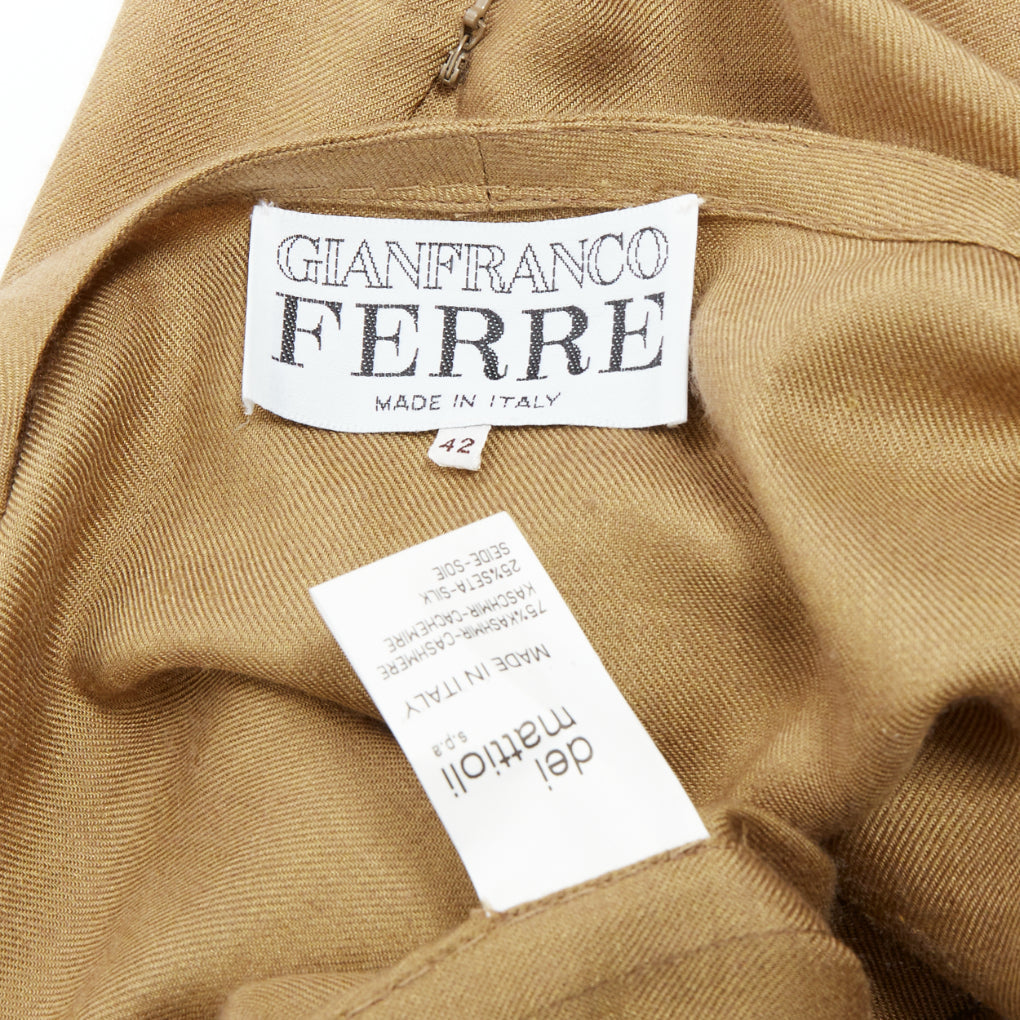 GIANFRANCO
FERRE
MADE IN ITALY
42
dei
mattioli
s.p.a
MADE IN ITALY
75%KASHMIR-CASHMERE
KASCHMIR-CACHEMIRE
25%SETA-SILK
SEIDE-SOIE